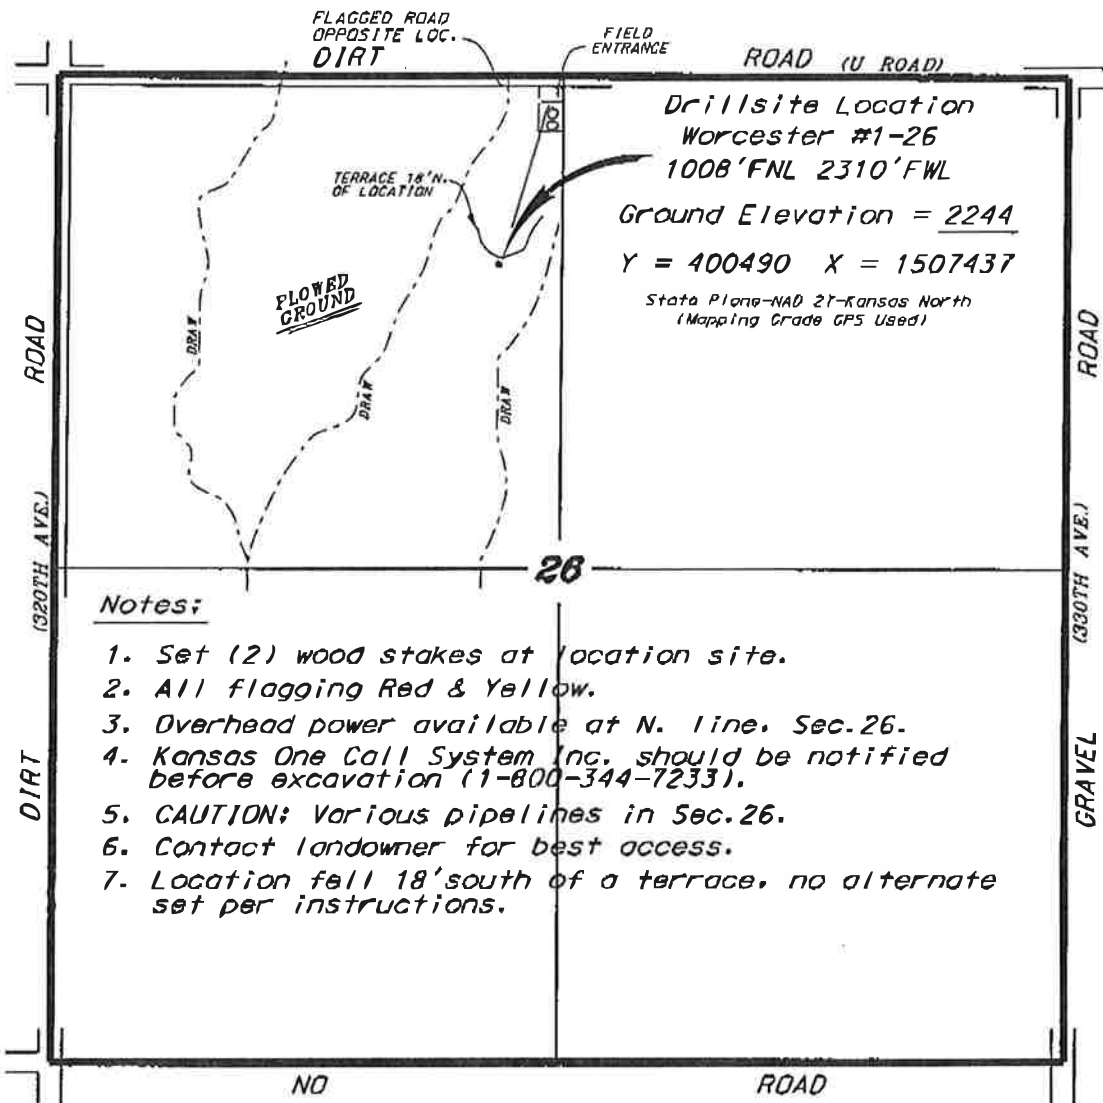 FLAGGED ROAD
OPPOSITE LOC.
DIRT
FIELD
ENTRANCE
ROAD (U ROAD)
Drillsite Location
Worcester #1-26
1008'FNL 2310'FWL
TERRACE 18'N.
OF LOCATION
Ground Elevation = 2244
Y = 400490 X = 1507437
State Plane-NAD 27-Kansas North
(Mapping Grade GPS Used)
PLOWED
GROUND
DRAW
DRAW
DRAW
ROAD
(320TH AVE.)
DIRT
ROAD
(330TH AVE.)
GRAVEL
26
Notes:
1. Set (2) wood stakes at location site.
2. All flagging Red & Yellow.
3. Overhead power available at N. line, Sec.26.
4. Kansas One Call System Inc. should be notified
before excavation (1-800-344-7233).
5. CAUTION: Various pipelines in Sec.26.
6. Contact landowner for best access.
7. Location fell 18'south of a terrace, no alternate
set per instructions.
NO ROAD